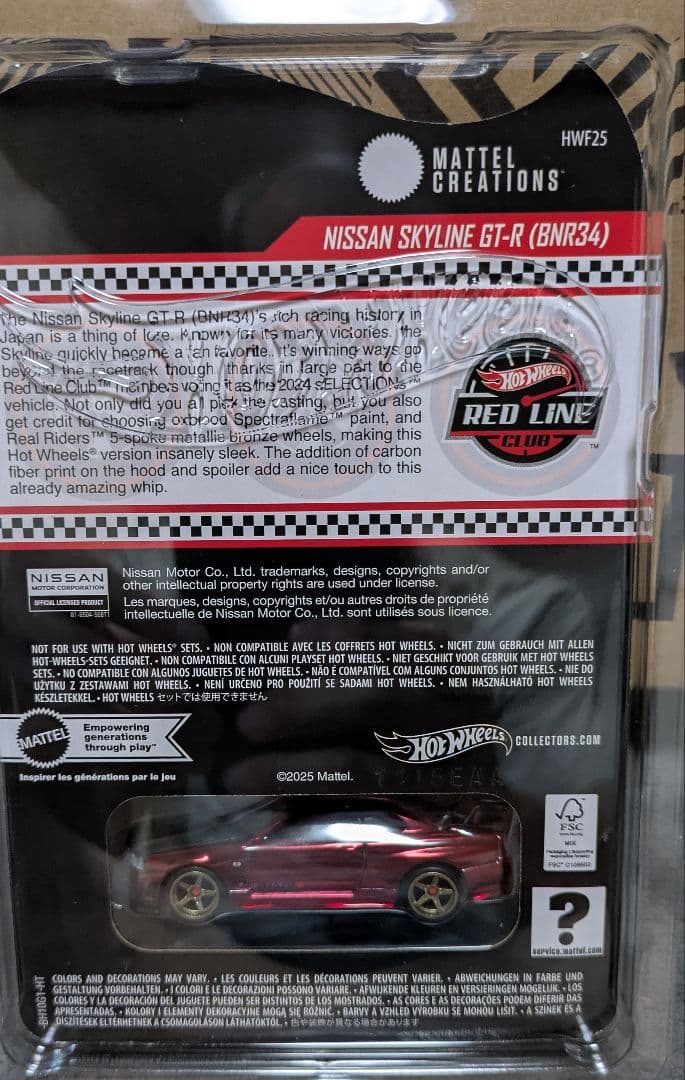 HWF25
MATTEL
CREATIONS™
NISSAN SKYLINE GT-R (BNR34)
The Nissan Skyline GT-R (BNR34)'s rich racing history in
Japan is a thing of lore. Known for its many victories, the
Skyline quickly became a fan favorite. It's winning ways go
beyond the racetrack though, thanks in large part to the
Red Line Club™ members voting it as the 2024 sELECTIONs™
vehicle. Not only did you all pick the casting, but you also
get credit for choosing oxblood Spectraflame™ paint, and
Real Riders™ 5-spoke metallic bronze wheels, making this
Hot Wheels® version insanely sleek. The addition of carbon
fiber print on the hood and spoiler add a nice touch to this
already amazing whip.
HOT WHEELS
RED LINE
CLUB™
NISSAN
MOTOR CORPORATION
OFFICIAL LICENSED PRODUCT
Nissan Motor Co., Ltd. trademarks, designs, copyrights and/or
other intellectual property rights are used under license.
Les marques, designs, copyrights et/ou autres droits de propriété
intellectuelle de Nissan Motor Co., Ltd. sont utilisés sous licence.
NOT FOR USE WITH HOT WHEELS® SETS. • NON COMPATIBLE AVEC LES COFFRETS HOT WHEELS. • NICHT ZUM GEBRAUCH MIT ALLEN
HOT-WHEELS-SETS GEEIGNET. • NON COMPATIBILE CON ALCUNI PLAYSET HOT WHEELS. • NIET GESCHIKT VOOR GEBRUIK MET HOT WHEELS
SETS. • NO COMPATIBLE CON ALGUNOS JUGUETES DE HOT WHEELS. • NÃO É COMPATÍVEL COM ALGUNS CONJUNTOS HOT WHEELS. • NIE DO
UŻYTKU Z ZESTAWAMI HOT WHEELS. • NENÍ URČENO PRO POUŽITÍ SE SADAMI HOT WHEELS. • NEM HASZNÁLHATÓ HOT WHEELS
KÉSZLETEKKEL. • HOT WHEELS セットでは使用できません
MATTEL
Empowering
generations
through play™
Inspirer les générations par le jeu
HOT WHEELS COLLECTORS.COM
©2025 Mattel.
FSC
MIX
Packaging | Supporting
responsible forestry
?
service.mattel.com
BH10G1-HT
COLORS AND DECORATIONS MAY VARY. • LES COULEURS ET LES DÉCORATIONS PEUVENT VARIER. • ABWEICHUNGEN IN FARBE UND
GESTALTUNG VORBEHALTEN. • I COLORI E LE DECORAZIONI POSSONO VARIARE. • AFWIJKENDE KLEUREN EN VERSIERINGEN MOGELIJK. • LOS
COLORES Y LA DECORACIÓN DEL JUGUETE PUEDEN SER DISTINTOS DE LOS MOSTRADOS. • AS CORES E AS DECORAÇÕES PODEM DIFERIR DAS
APRESENTADAS. • KOLORY I ELEMENTY DEKORACYJNE MOGĄ SIĘ RÓŻNIĆ. • BARVY A VZHLED VÝROBKU SE MOHOU LIŠIT. • A SZÍNEK ÉS A
DÍSZÍTÉSEK ELTÉRHETNEK A CSOMAGOLÁSON LÁTHATÓKTÓL. • 色や装飾が異なる場合があります